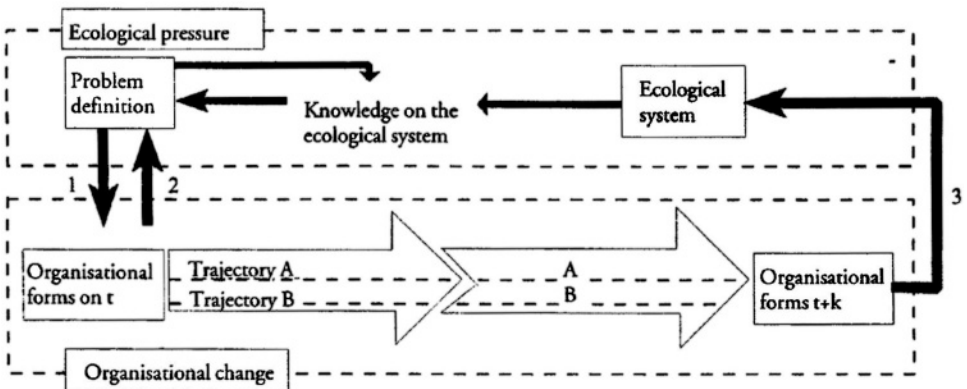 Ecological pressure
Problem
definition
Knowledge on the
ecological system
Ecological
system
1
2
3
Organisational
forms on t
Trajectory A
Trajectory B
A
B
Organisational
forms t+k
Organisational change